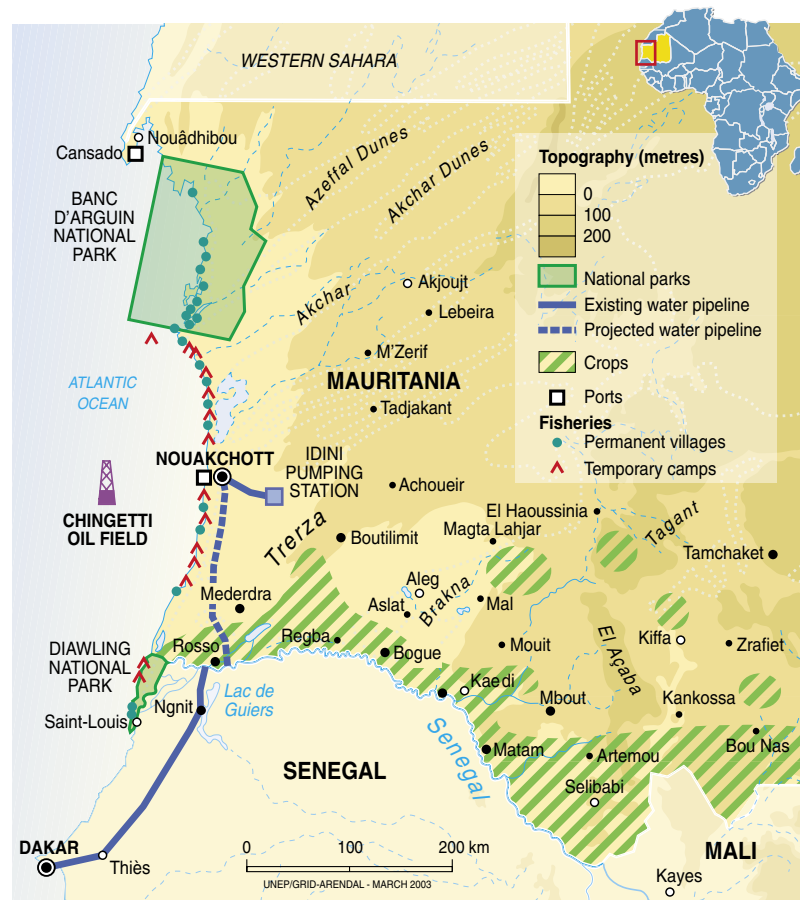 WESTERN SAHARA
Nouâdhibou
Cansado
Azeffal Dunes
Akchar Dunes
BANC
D'ARGUIN
NATIONAL
PARK
Akchar
Akjoujt
Lebeira
M'Zerif
ATLANTIC
OCEAN
MAURITANIA
Tadjakant
Topography (metres)
0
100
200
National parks
Existing water pipeline
Projected water pipeline
Crops
Ports
Fisheries
Permanent villages
Temporary camps
NOUAKCHOTT
IDINI
PUMPING
STATION
Achoueir
CHINGETTI
OIL FIELD
Trerza
Boutilimit
El Haoussinia
Magta Lahjar
Tagant
Tamchaket
Aleg
Brakna
Mederdra
Aslat
Mal
El Açaba
Kiffa
Zrafiet
DIAWLING
NATIONAL
PARK
Rosso
Regba
Bogue
Mouit
Kaedi
Mbout
Kankossa
Saint-Louis
Ngnit
Lac de
Guiers
Senegal
Matam
Artemou
Bou Nas
SENEGAL
Selibabi
DAKAR
Thiès
0 100 200 km
UNEP/GRID-ARENDAL - MARCH 2003
MALI
Kayes